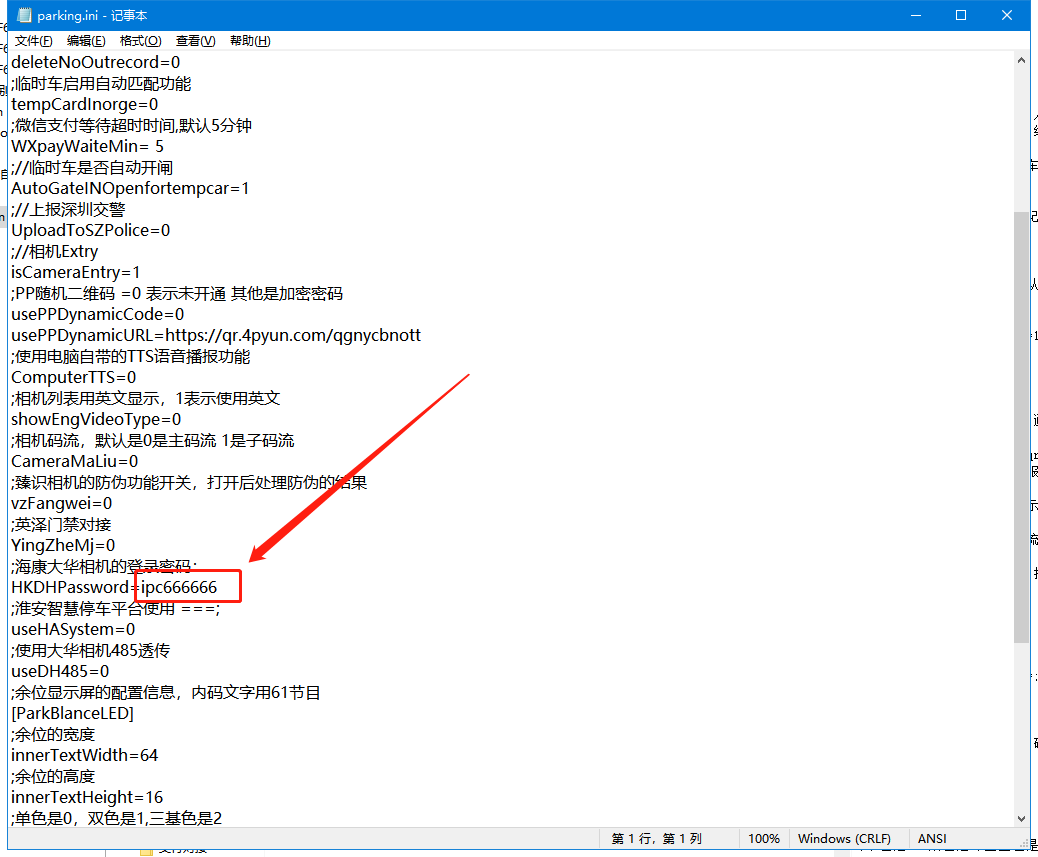 parking.ini - 记事本
文件(F) 编辑(E) 格式(O) 查看(V) 帮助(H)
deleteNoOutrecord=0
;临时车启用自动匹配功能
tempCardInorge=0
;微信支付等待超时时间,默认5分钟
WXpayWaiteMin= 5
;//临时车是否自动开闸
AutoGateINOpenfortempcar=1
;//上报深圳交警
UploadToSZPolice=0
;//相机Extry
isCameraEntry=1
;PP随机二维码 =0 表示未开通 其他是加密密码
usePPDynamicCode=0
usePPDynamicURL=https://qr.4pyun.com/qgnycbnott
;使用电脑自带的TTS语音播报功能
ComputerTTS=0
;相机列表用英文显示，1表示使用英文
showEngVideoType=0
;相机码流，默认是0是主码流 1是子码流
CameraMaLiu=0
;臻识相机的防伪功能开关，打开后处理防伪的结果
vzFangwei=0
;英泽门禁对接
YingZheMj=0
;海康大华相机的登录密码；
HKDHPassword=ipc666666
;淮安智慧停车平台使用 ===;
useHASystem=0
;使用大华相机485透传
useDH485=0
;余位显示屏的配置信息，内码文字用61节目
[ParkBlanceLED]
;余位的宽度
innerTextWidth=64
;余位的高度
innerTextHeight=16
;单色是0，双色是1,三基色是2
第 1 行，第 1 列 100% Windows (CRLF) ANSI